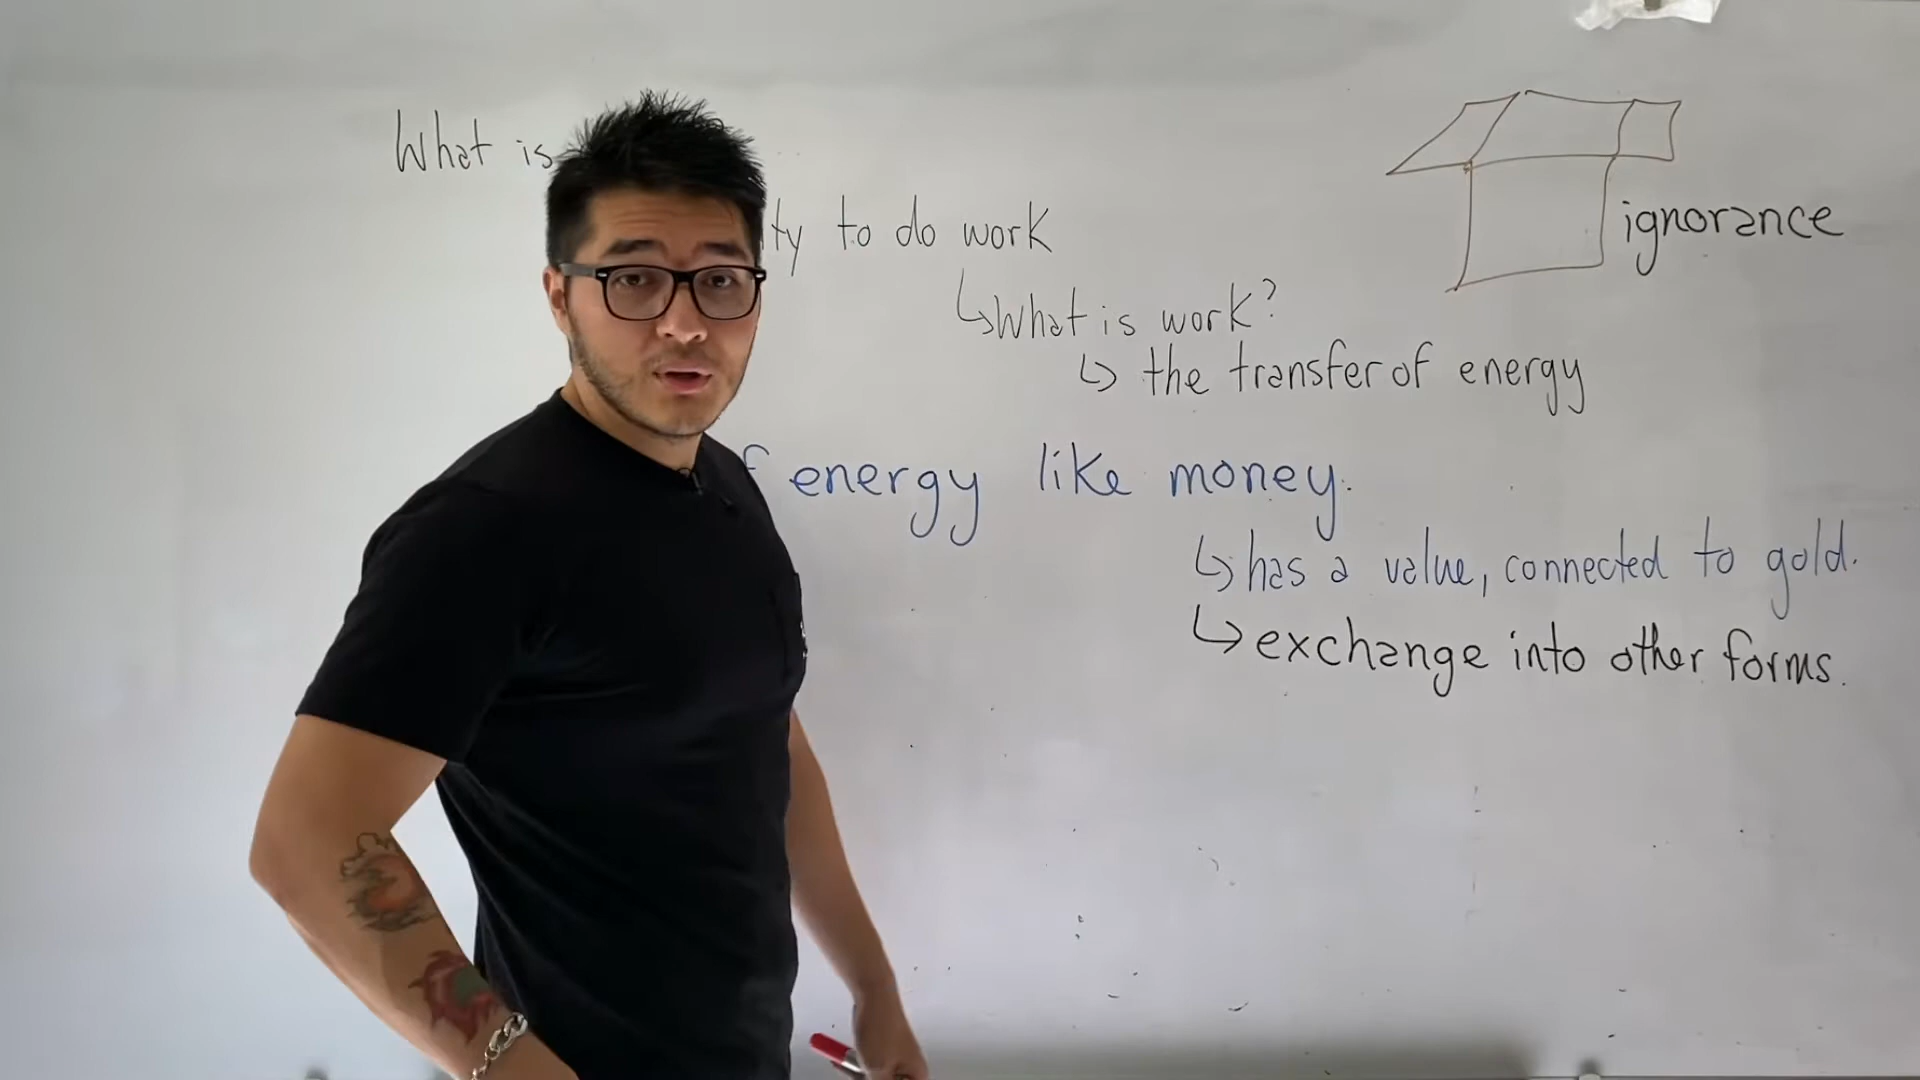 What is
ty to do work
ignorance
↳ What is work?
↳ the transfer of energy
f energy like money.
↳ has a value, connected to gold.
↳ exchange into other forms.